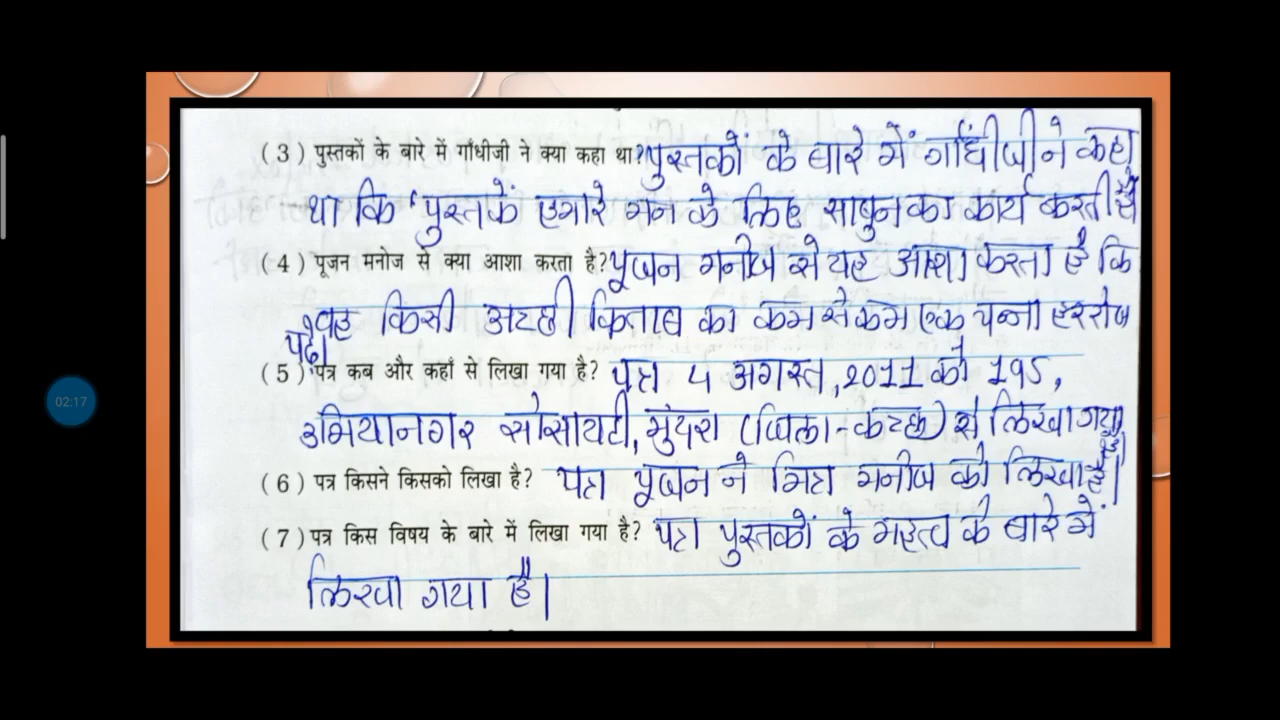 ( 3 ) पुस्तकों के बारे में गाँधीजी ने क्या कहा था? पुस्तकों के बारे में गाँधीजी ने कहा
था कि 'पुस्तकें हमारे मन के लिए साबुन का कार्य करती हैं
( 4 ) पूजन मनोज से क्या आशा करता है? पूजन मनोज से यह आशा करता है कि
वह किसी अच्छी किताब का कम से कम एक पन्ना हररोज
पढ़े।
( 5 ) पत्र कब और कहाँ से लिखा गया है? पत्र 4 अगस्त, 2011 को 195,
उमियानगर सोसायटी, मुंदरा (जिला-कच्छ) से लिखा गया
है।
( 6 ) पत्र किसने किसको लिखा है? पत्र पूजन ने मित्र मनोज को लिखा है।
( 7 ) पत्र किस विषय के बारे में लिखा गया है? पत्र पुस्तकों के महत्व के बारे में
लिखा गया है।
02:17